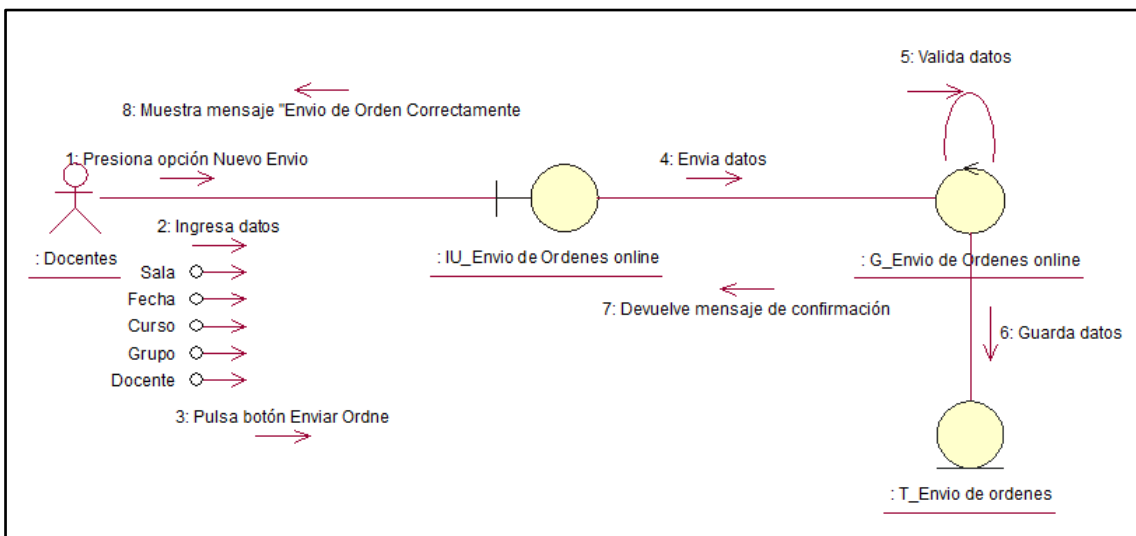 5: Valida datos
8: Muestra mensaje "Envio de Orden Correctamente
1: Presiona opción Nuevo Envio
4: Envia datos
2: Ingresa datos
: Docentes
: IU_Envio de Ordenes online
: G_Envio de Ordenes online
Sala
Fecha
7: Devuelve mensaje de confirmación
Curso
6: Guarda datos
Grupo
Docente
3: Pulsa botón Enviar Ordne
: T_Envio de ordenes